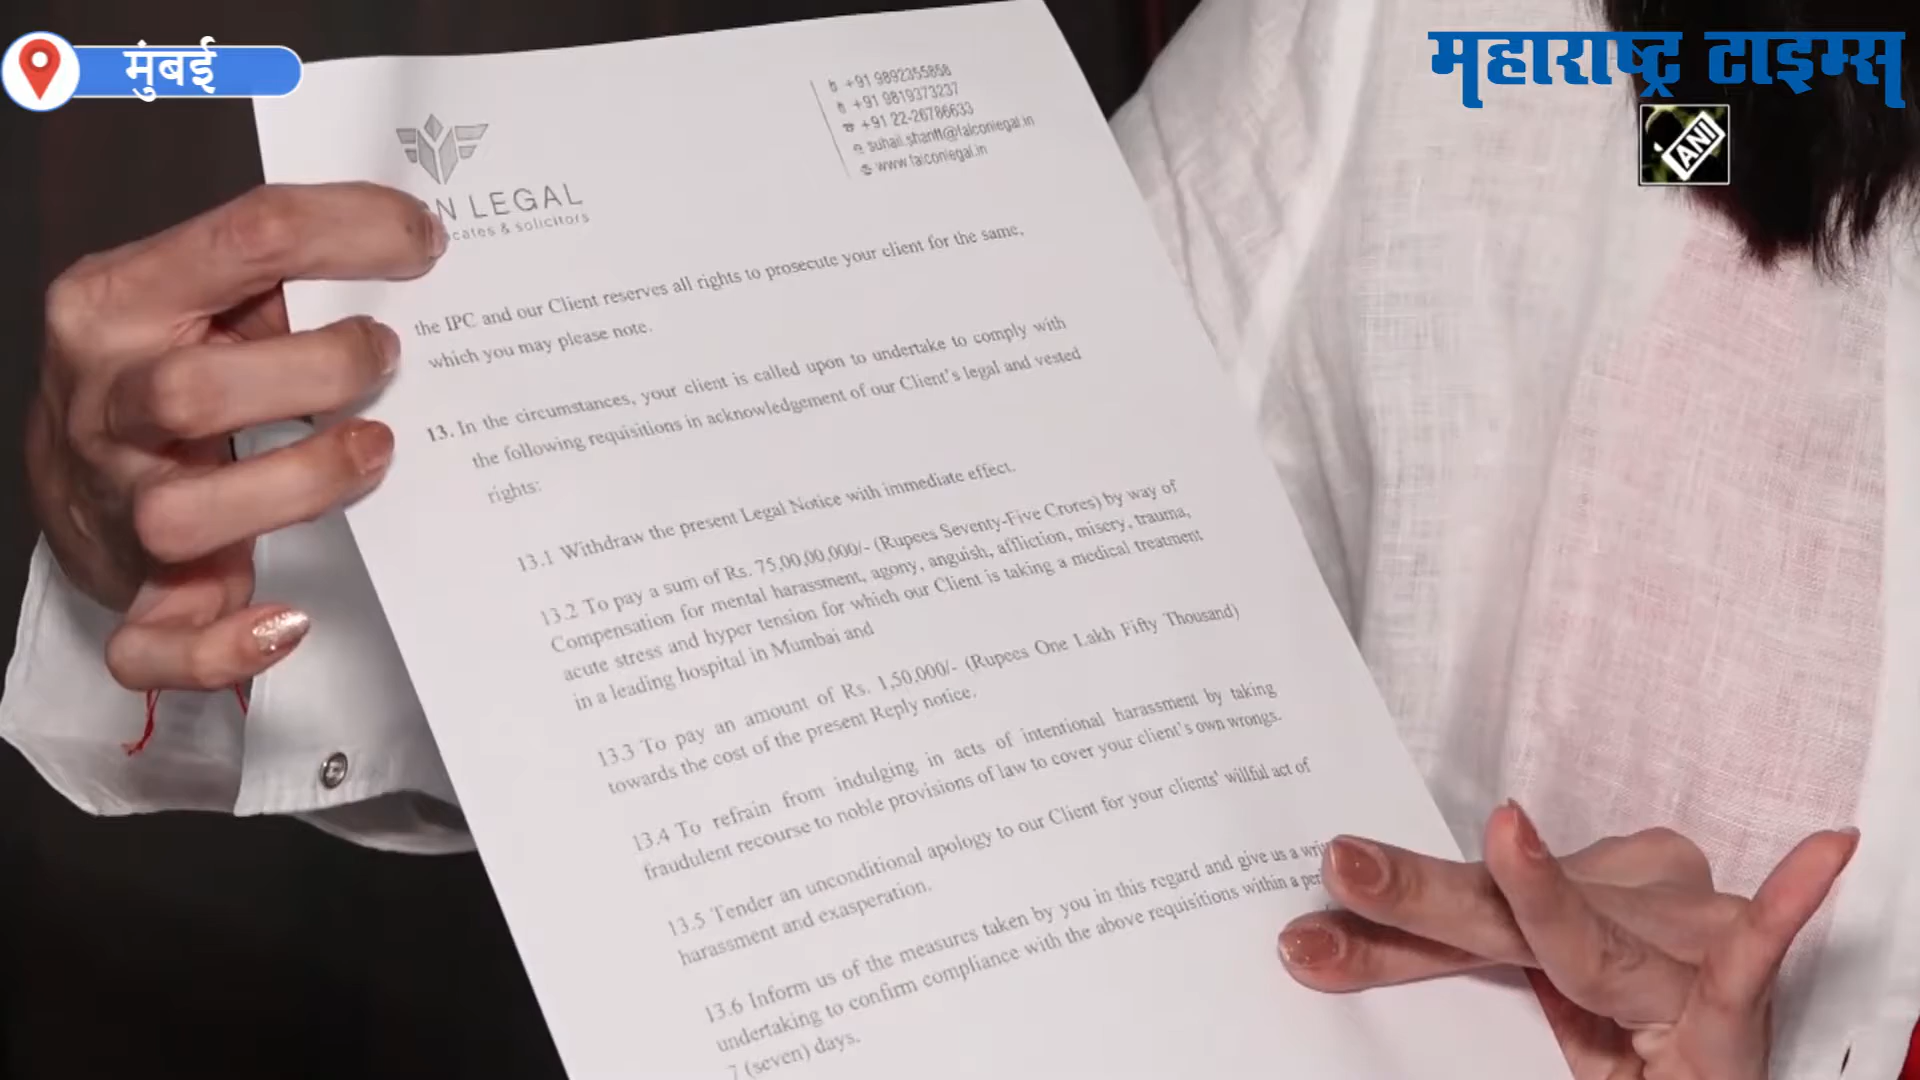 मुंबई
महाराष्ट्र टाइम्स
ANI
+91 9892355858
+91 9819373237
+91 22-26786633
suhail.shariff@falconlegal.in
www.falconlegal.in
LEGAL
& solicitors
the IPC and our Client reserves all rights to prosecute your client for the same,
which you may please note.
13. In the circumstances, your client is called upon to undertake to comply with
the following requisitions in acknowledgement of our Client's legal and vested
rights:
13.1 Withdraw the present Legal Notice with immediate effect.
13.2 To pay a sum of Rs. 75,00,00,000/- (Rupees Seventy-Five Crores) by way of
Compensation for mental harassment, agony, anguish, affliction, misery, trauma,
acute stress and hyper tension for which our Client is taking a medical treatment
in a leading hospital in Mumbai and
13.3 To pay an amount of Rs. 1,50,000/- (Rupees One Lakh Fifty Thousand)
towards the cost of the present Reply notice.
13.4 To refrain from indulging in acts of intentional harassment by taking
fraudulent recourse to noble provisions of law to cover your client's own wrongs.
13.5 Tender an unconditional apology to our Client for your clients' willful act of
harassment and exasperation.
13.6 Inform us of the measures taken by you in this regard and give us a
undertaking to confirm compliance with the above requisitions within a
7 (seven) days.